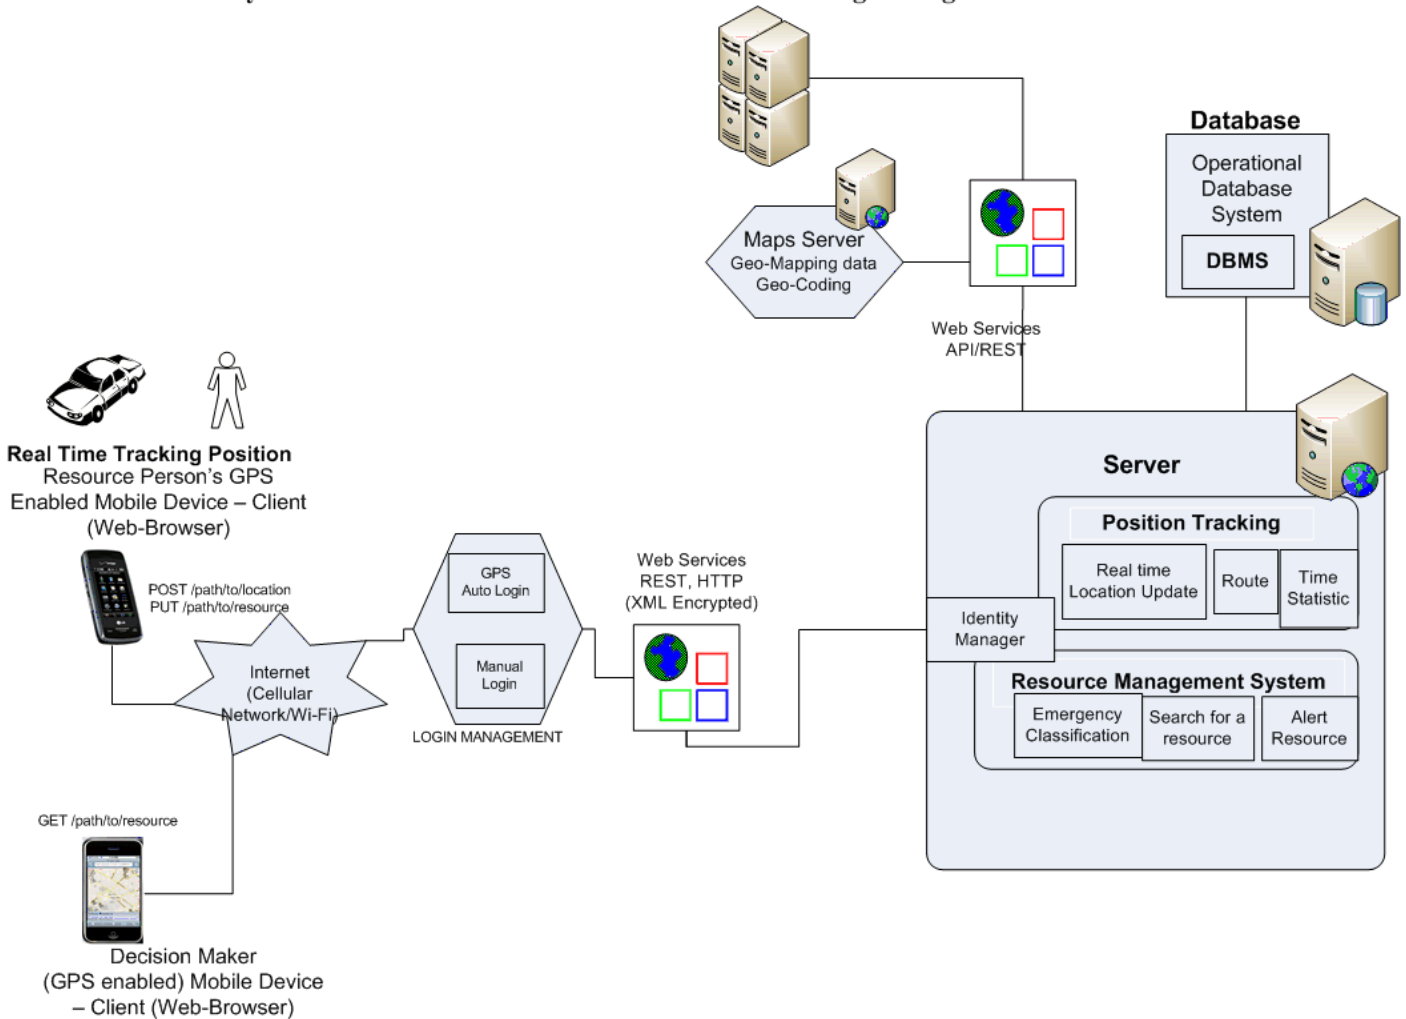 Database
Operational
Database
System
DBMS
Maps Server
Geo-Mapping data
Geo-Coding
Web Services
API/REST
Real Time Tracking Position
Resource Person's GPS
Enabled Mobile Device – Client
(Web-Browser)
POST /path/to/location
PUT /path/to/resource
Internet
(Cellular
Network/Wi-Fi)
GPS
Auto Login
Manual
Login
LOGIN MANAGEMENT
Web Services
REST, HTTP
(XML Encrypted)
Server
Position Tracking
Real time
Location Update
Route
Time
Statistic
Identity
Manager
Resource Management System
Emergency
Classification
Search for a
resource
Alert
Resource
GET /path/to/resource
Decision Maker
(GPS enabled) Mobile Device
– Client (Web-Browser)